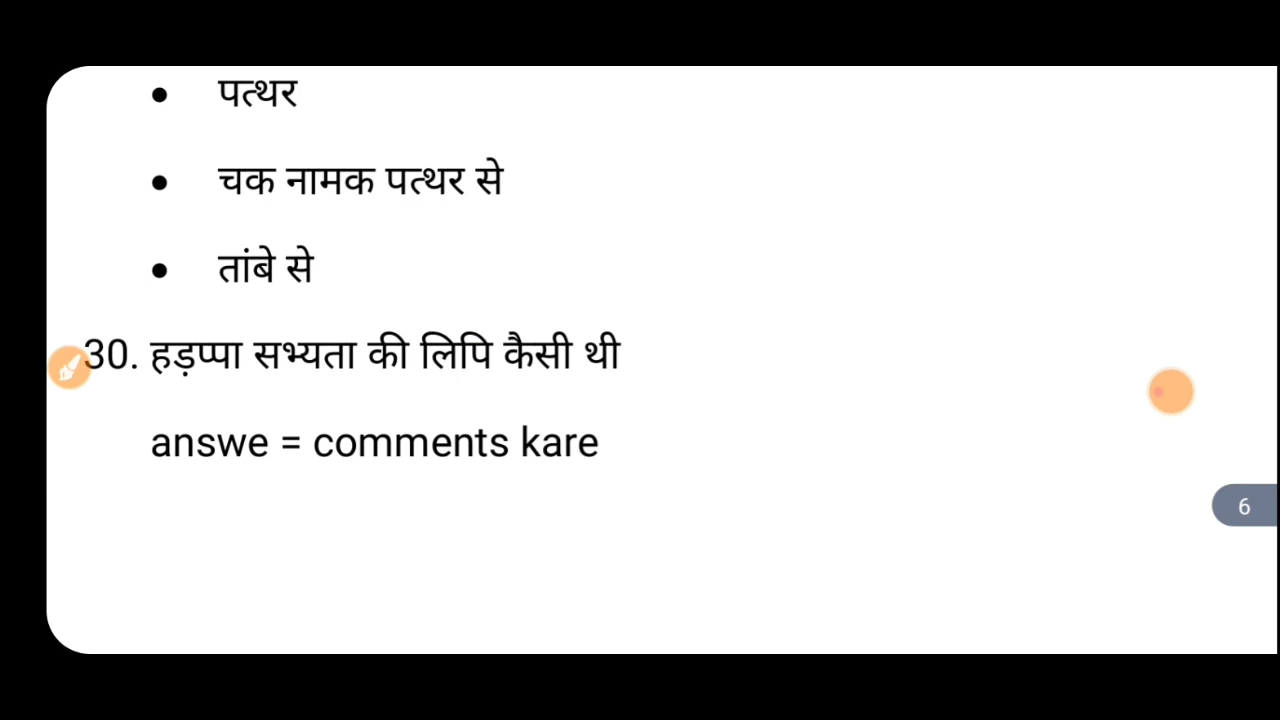 • पत्थर
• चक नामक पत्थर से
• तांबे से
30. हड़प्पा सभ्यता की लिपि कैसी थी
answe = comments kare
6